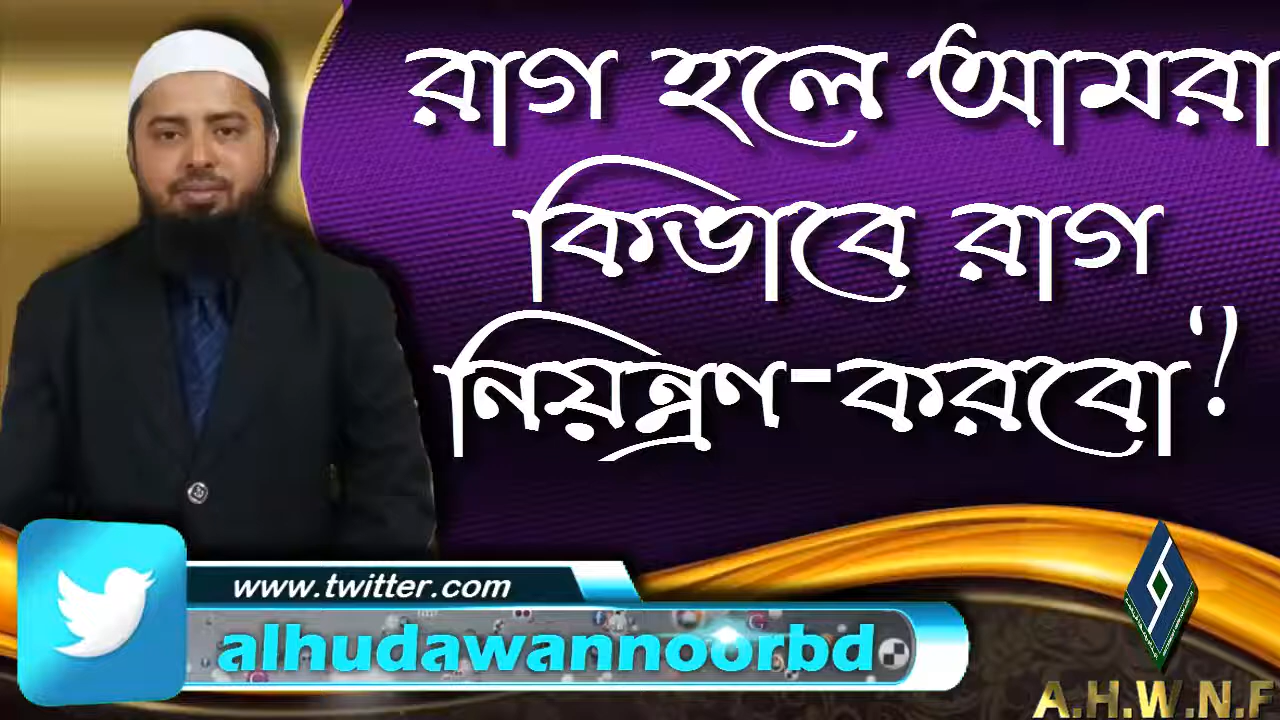 রাগ হলে আমরা
কিভাবে রাগ
নিয়ন্ত্রণ-করবো?
www.twitter.com
alhudawannoorbd
A.H.W.N.F